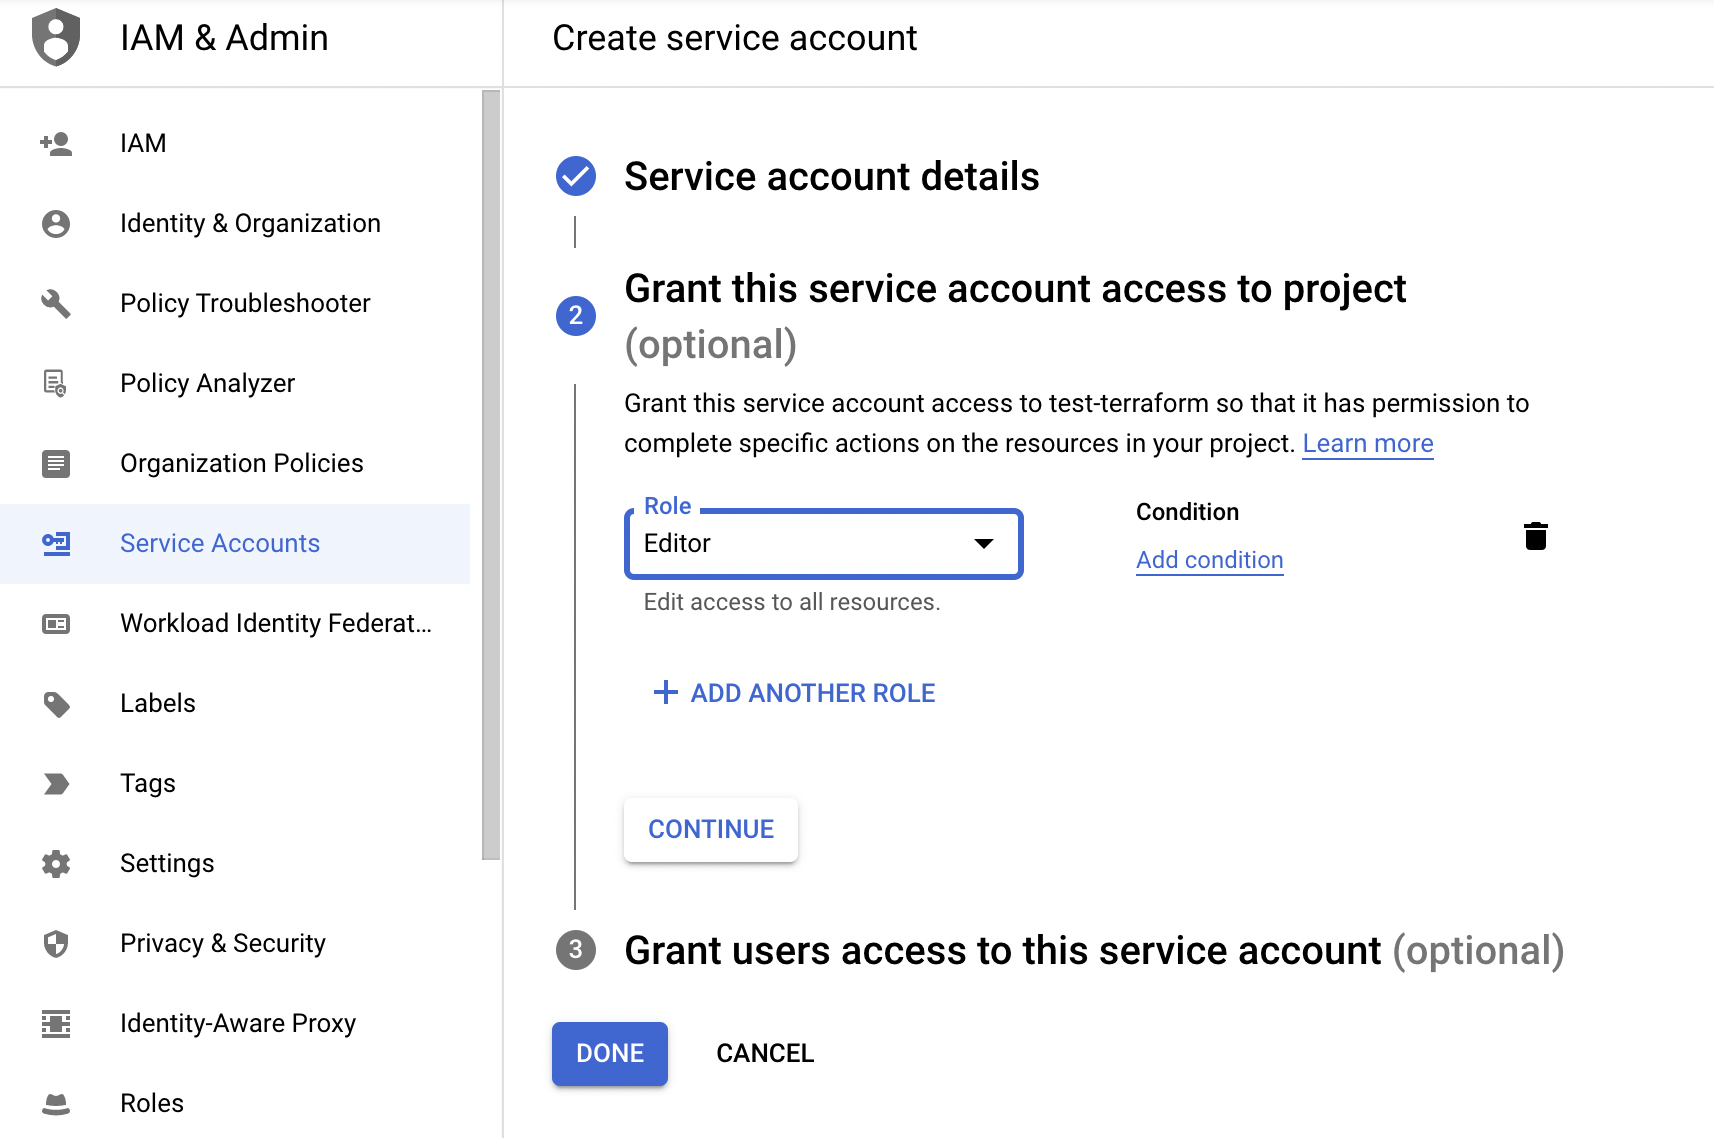 IAM & Admin
Create service account
IAM
Identity & Organization
Policy Troubleshooter
Policy Analyzer
Organization Policies
Service Accounts
Workload Identity Federat...
Labels
Tags
Settings
Privacy & Security
Identity-Aware Proxy
Roles
Service account details
2
Grant this service account access to project
(optional)
Grant this service account access to test-terraform so that it has permission to
complete specific actions on the resources in your project. Learn more
Role
Editor
Edit access to all resources.
Condition
Add condition
ADD ANOTHER ROLE
CONTINUE
3
Grant users access to this service account (optional)
DONE
CANCEL